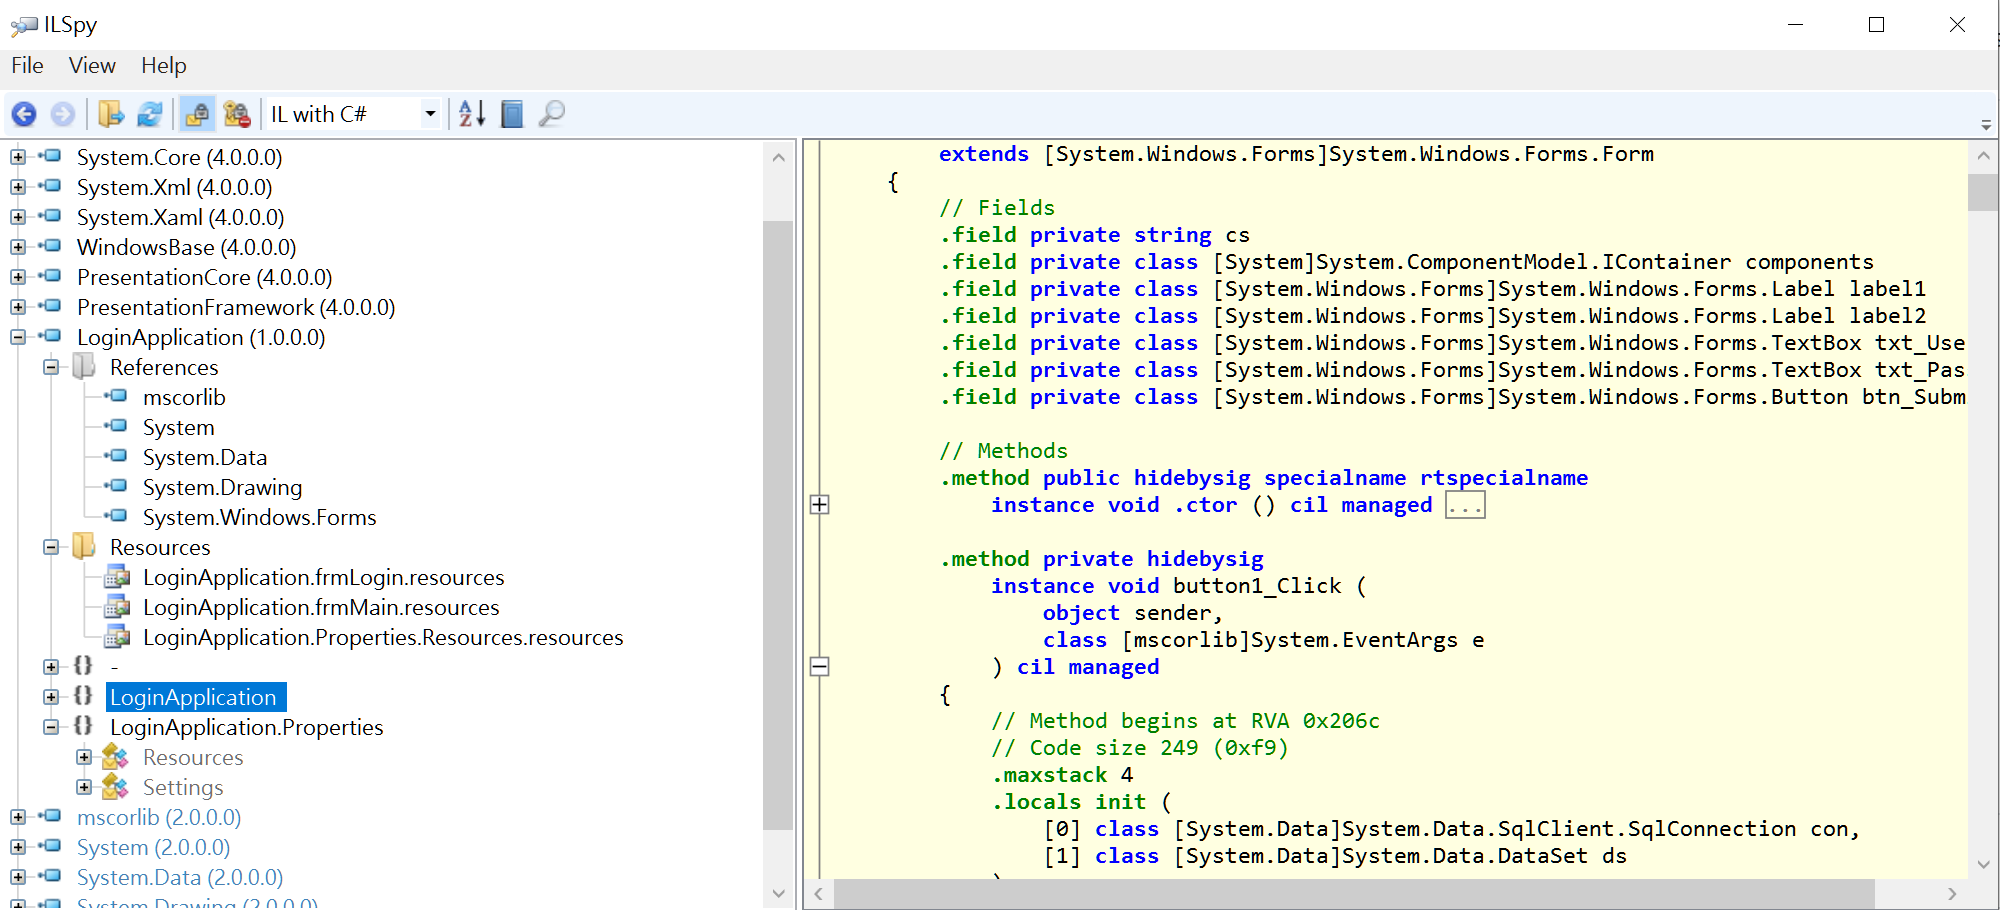 ILSpy
File View Help
IL with C#
System.Core (4.0.0.0)
System.Xml (4.0.0.0)
System.Xaml (4.0.0.0)
WindowsBase (4.0.0.0)
PresentationCore (4.0.0.0)
PresentationFramework (4.0.0.0)
LoginApplication (1.0.0.0)
References
mscorlib
System
System.Data
System.Drawing
System.Windows.Forms
Resources
LoginApplication.frmLogin.resources
LoginApplication.frmMain.resources
LoginApplication.Properties.Resources.resources
{} -
{} LoginApplication
{} LoginApplication.Properties
Resources
Settings
mscorlib (2.0.0.0)
System (2.0.0.0)
System.Data (2.0.0.0)
System.Drawing (2.0.0.0)
extends [System.Windows.Forms]System.Windows.Forms.Form
{
// Fields
.field private string cs
.field private class [System]System.ComponentModel.IContainer components
.field private class [System.Windows.Forms]System.Windows.Forms.Label label1
.field private class [System.Windows.Forms]System.Windows.Forms.Label label2
.field private class [System.Windows.Forms]System.Windows.Forms.TextBox txt_Use
.field private class [System.Windows.Forms]System.Windows.Forms.TextBox txt_Pas
.field private class [System.Windows.Forms]System.Windows.Forms.Button btn_Subm
// Methods
.method public hidebysig specialname rtspecialname
instance void .ctor () cil managed ...
.method private hidebysig
instance void button1_Click (
object sender,
class [mscorlib]System.EventArgs e
) cil managed
{
// Method begins at RVA 0x206c
// Code size 249 (0xf9)
.maxstack 4
.locals init (
[0] class [System.Data]System.Data.SqlClient.SqlConnection con,
[1] class [System.Data]System.Data.DataSet ds
)